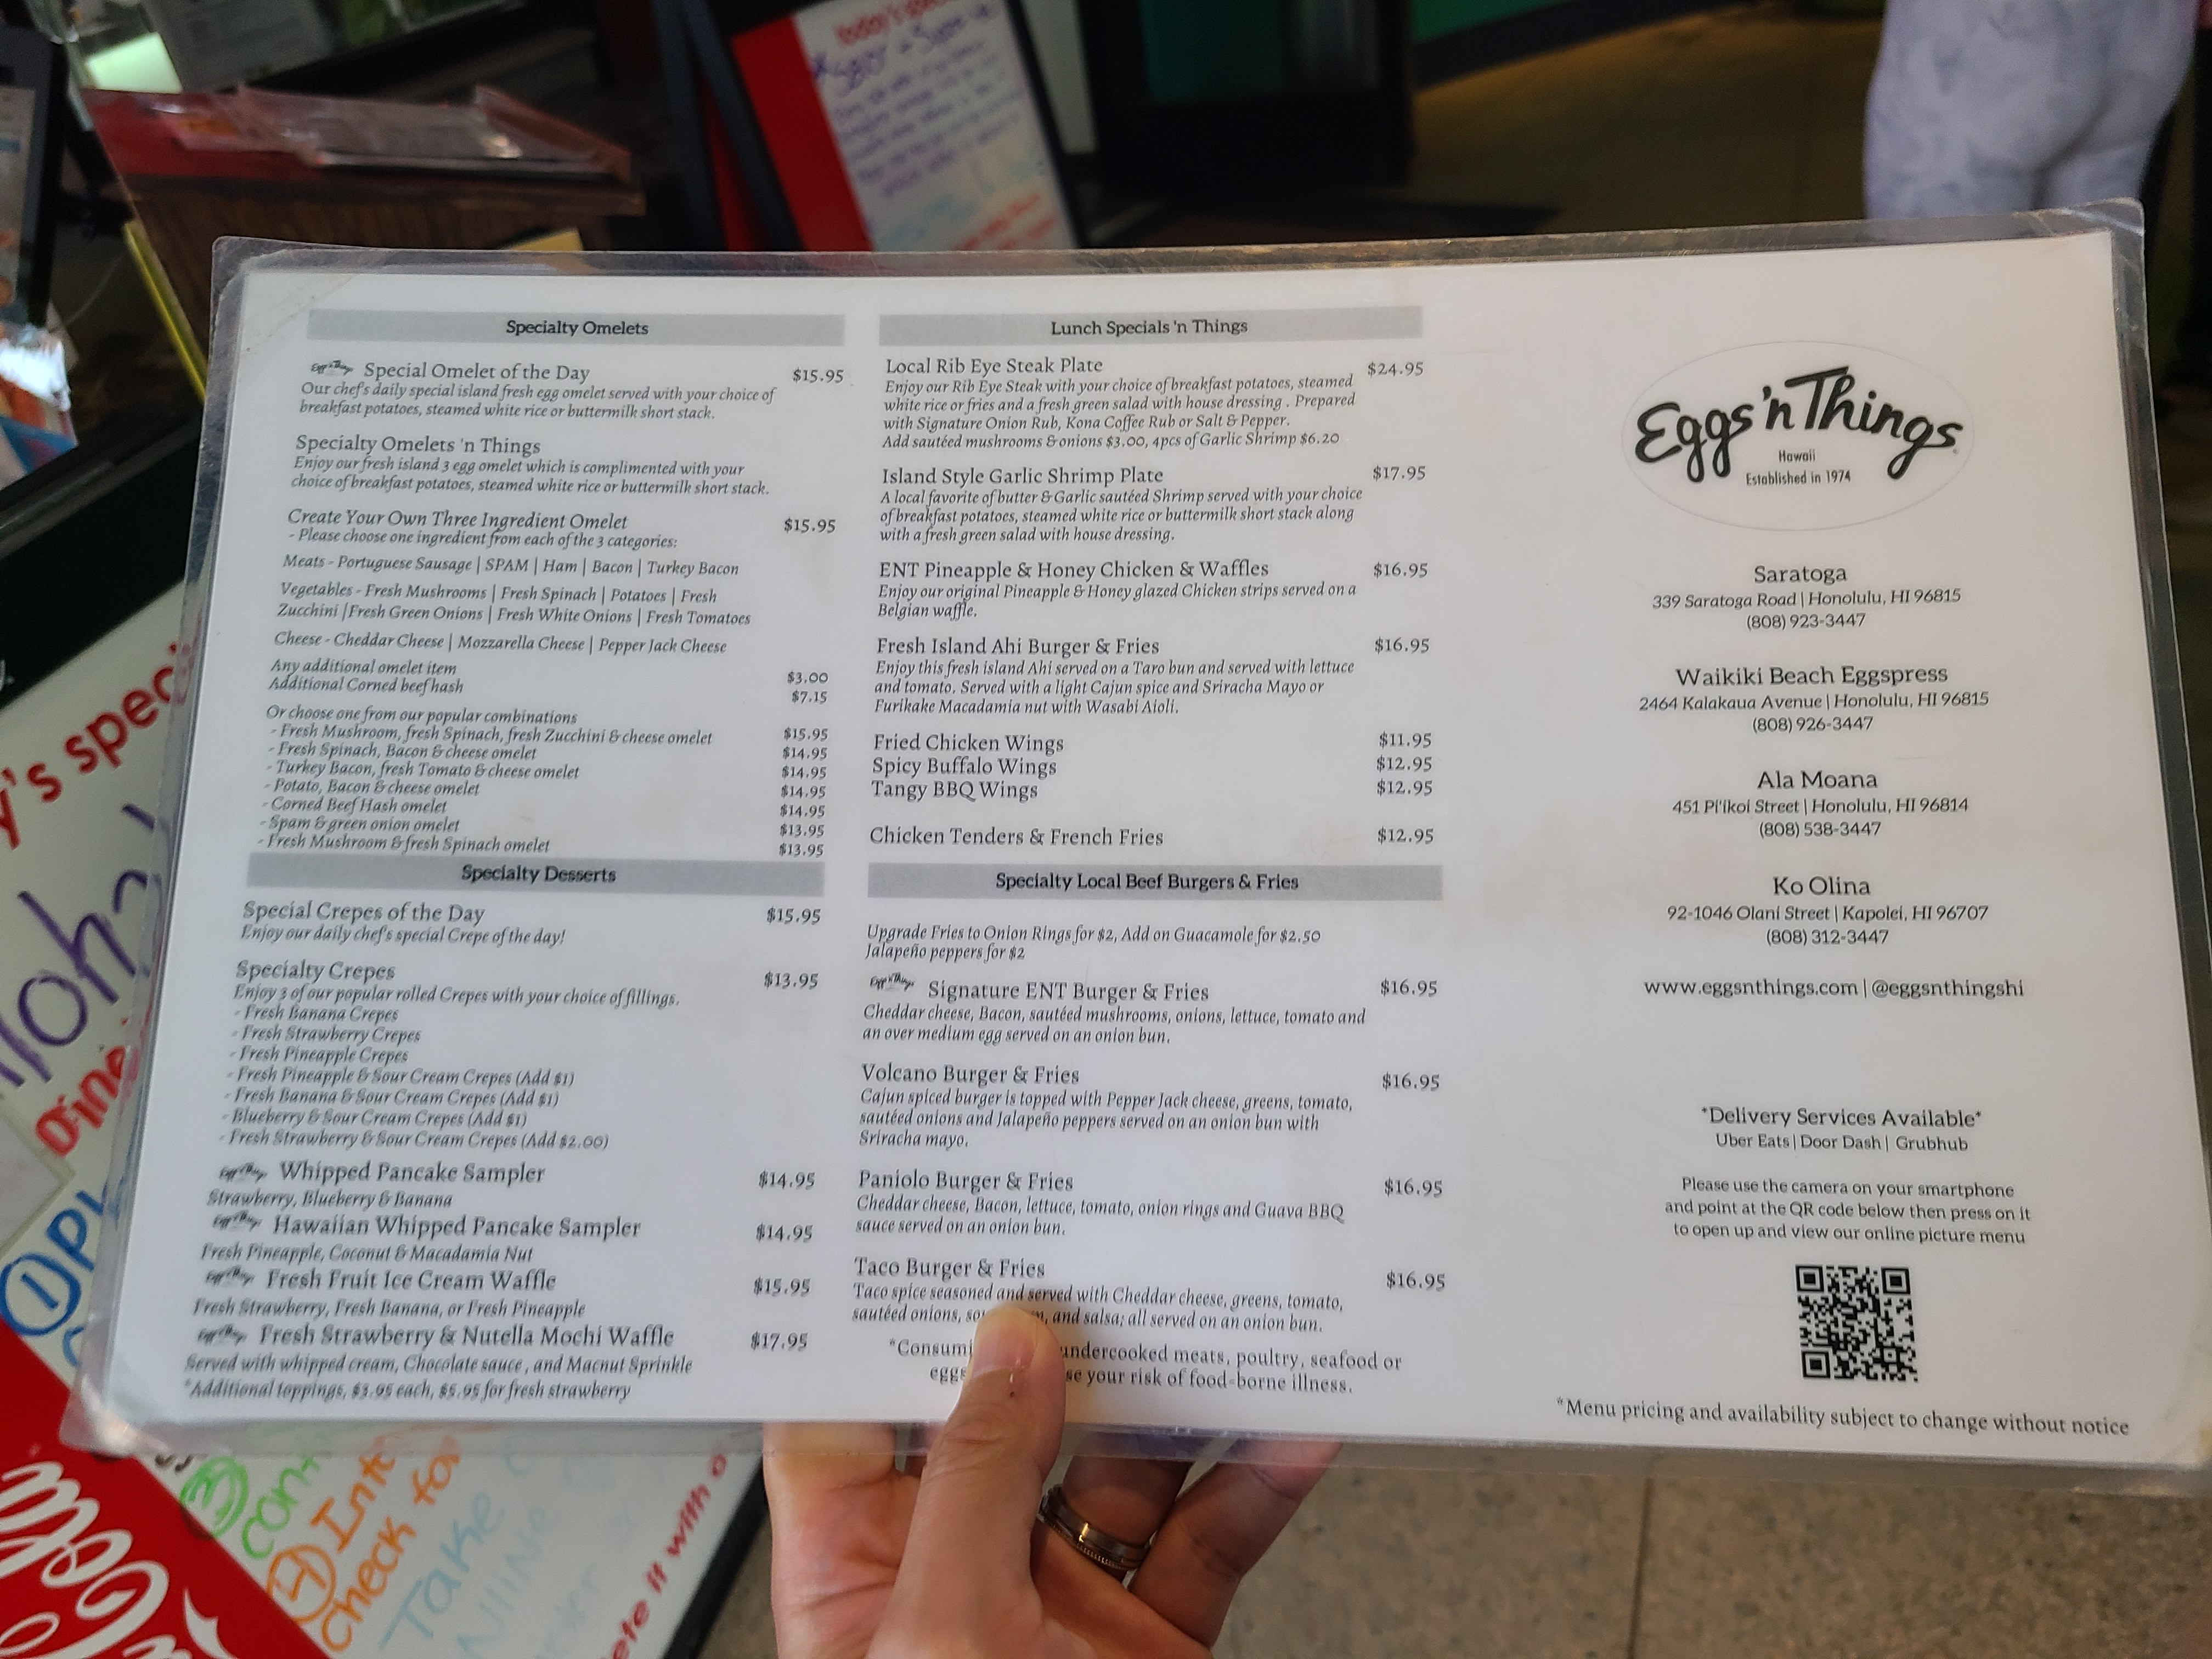 Specialty Omelets
Special Omelet of the Day $15.95
Our chef's daily special island fresh egg omelet served with your choice of
breakfast potatoes, steamed white rice or buttermilk short stack.
Specialty Omelets 'n Things
Enjoy our fresh island 3 egg omelet which is complimented with your
choice of breakfast potatoes, steamed white rice or buttermilk short stack.
Create Your Own Three Ingredient Omelet $15.95
- Please choose one ingredient from each of the 3 categories:
Meats - Portuguese Sausage | SPAM | Ham | Bacon | Turkey Bacon
Vegetables - Fresh Mushrooms | Fresh Spinach | Potatoes | Fresh
Zucchini |Fresh Green Onions | Fresh White Onions | Fresh Tomatoes
Cheese - Cheddar Cheese | Mozzarella Cheese | Pepper Jack Cheese
Any additional omelet item $3.00
Additional Corned beef hash $7.15
Or choose one from our popular combinations
- Fresh Mushroom, fresh Spinach, fresh Zucchini & cheese omelet $15.95
- Fresh Spinach, Bacon & cheese omelet $14.95
- Turkey Bacon, fresh Tomato & cheese omelet $14.95
- Potato, Bacon & cheese omelet $14.95
- Corned Beef Hash omelet $14.95
- Spam & green onion omelet $13.95
- Fresh Mushroom & fresh Spinach omelet $13.95
Specialty Desserts
Special Crepes of the Day $15.95
Enjoy our daily chef's special Crepe of the day!
Specialty Crepes $13.95
Enjoy 3 of our popular rolled Crepes with your choice of fillings.
- Fresh Banana Crepes
- Fresh Strawberry Crepes
- Fresh Pineapple Crepes
- Fresh Pineapple & Sour Cream Crepes (Add $1)
- Fresh Banana & Sour Cream Crepes (Add $1)
- Blueberry & Sour Cream Crepes (Add $1)
- Fresh Strawberry & Sour Cream Crepes (Add $2.00)
Whipped Pancake Sampler $14.95
Strawberry, Blueberry & Banana
Hawaiian Whipped Pancake Sampler $14.95
Fresh Pineapple, Coconut & Macadamia Nut
Fresh Fruit Ice Cream Waffle $15.95
Fresh Strawberry, Fresh Banana, or Fresh Pineapple
Fresh Strawberry & Nutella Mochi Waffle $17.95
Served with whipped cream, Chocolate sauce , and Macnut Sprinkle
*Additional toppings, $3.95 each, $5.95 for fresh strawberry
Lunch Specials 'n Things
Local Rib Eye Steak Plate $24.95
Enjoy our Rib Eye Steak with your choice of breakfast potatoes, steamed
white rice or fries and a fresh green salad with house dressing . Prepared
with Signature Onion Rub, Kona Coffee Rub or Salt & Pepper.
Add sautéed mushrooms & onions $3.00, 4pcs of Garlic Shrimp $6.20
Island Style Garlic Shrimp Plate $17.95
A local favorite of butter & Garlic sautéed Shrimp served with your choice
of breakfast potatoes, steamed white rice or buttermilk short stack along
with a fresh green salad with house dressing.
ENT Pineapple & Honey Chicken & Waffles $16.95
Enjoy our original Pineapple & Honey glazed Chicken strips served on a
Belgian waffle.
Fresh Island Ahi Burger & Fries $16.95
Enjoy this fresh island Ahi served on a Taro bun and served with lettuce
and tomato. Served with a light Cajun spice and Sriracha Mayo or
Furikake Macadamia nut with Wasabi Aioli.
Fried Chicken Wings $11.95
Spicy Buffalo Wings $12.95
Tangy BBQ Wings $12.95
Chicken Tenders & French Fries $12.95
Specialty Local Beef Burgers & Fries
Upgrade Fries to Onion Rings for $2, Add on Guacamole for $2.50
Jalapeño peppers for $2
Signature ENT Burger & Fries $16.95
Cheddar cheese, Bacon, sautéed mushrooms, onions, lettuce, tomato and
an over medium egg served on an onion bun.
Volcano Burger & Fries $16.95
Cajun spiced burger is topped with Pepper Jack cheese, greens, tomato,
sautéed onions and Jalapeño peppers served on an onion bun with
Sriracha mayo.
Paniolo Burger & Fries $16.95
Cheddar cheese, Bacon, lettuce, tomato, onion rings and Guava BBQ
sauce served on an onion bun.
Taco Burger & Fries $16.95
Taco spice seasoned and served with Cheddar cheese, greens, tomato,
sautéed onions, and salsa; all served on an onion bun.
undercooked meats, poultry, seafood or
your risk of food-borne illness.
Eggs 'n Things
Hawaii
Established in 1974
Saratoga
339 Saratoga Road | Honolulu, HI 96815
(808) 923-3447
Waikiki Beach Eggspress
2464 Kalakaua Avenue | Honolulu, HI 96815
(808) 926-3447
Ala Moana
451 Pi'ikoi Street | Honolulu, HI 96814
(808) 538-3447
Ko Olina
92-1046 Olani Street | Kapolei, HI 96707
(808) 312-3447
www.eggsnthings.com | @eggsnthingshi
*Delivery Services Available*
Uber Eats | Door Dash | Grubhub
Please use the camera on your smartphone
and point at the QR code below then press on it
to open up and view our online picture menu
*Menu pricing and availability subject to change without notice